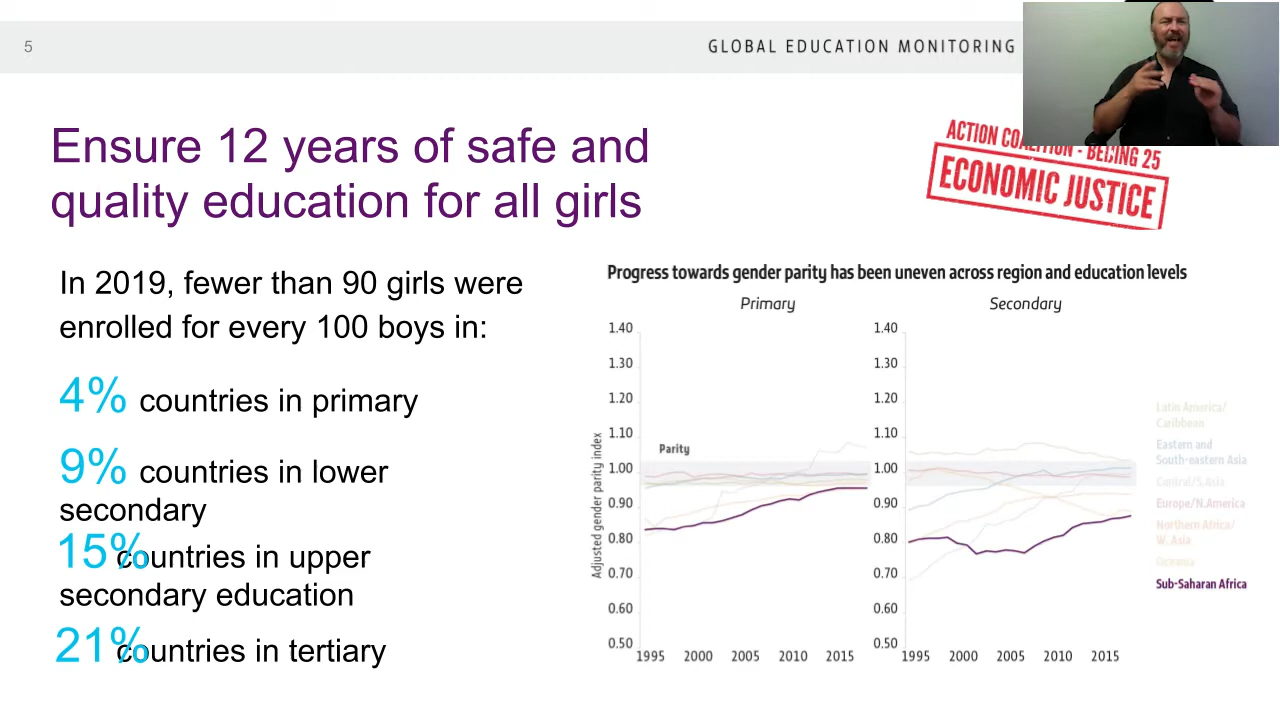 5
GLOBAL EDUCATION MONITORING
ACTION COALITION - BEIJING 25
ECONOMIC JUSTICE
Ensure 12 years of safe and
quality education for all girls
In 2019, fewer than 90 girls were
enrolled for every 100 boys in:
4% countries in primary
9% countries in lower
secondary
15% countries in upper
secondary education
21% countries in tertiary
Progress towards gender parity has been uneven across region and education levels
Primary
Adjusted gender parity index
1.40
1.30
1.20
1.10
1.00
0.90
0.80
0.70
0.60
0.50
Parity
1995 2000 2005 2010 2015
Secondary
1.40
1.30
1.20
1.10
1.00
0.90
0.80
0.70
0.60
0.50
1995 2000 2005 2010 2015
Latin America/
Caribbean
Eastern and
South-eastern Asia
Central/S.Asia
Europe/N.America
Northern Africa/
W. Asia
Oceania
Sub-Saharan Africa